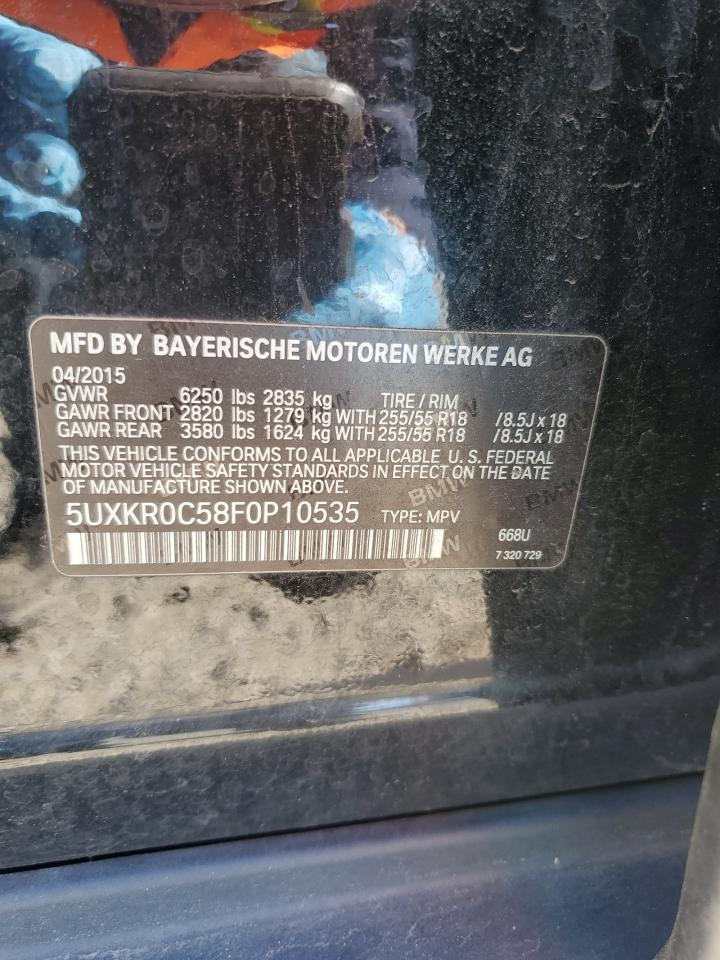 MFD BY BAYERISCHE MOTOREN WERKE AG
04/2015
GVWR 6250 lbs 2835 kg TIRE / RIM
GAWR FRONT 2820 lbs 1279 kg WITH 255/55 R18 /8.5J x 18
GAWR REAR 3580 lbs 1624 kg WITH 255/55 R18 /8.5J x 18
THIS VEHICLE CONFORMS TO ALL APPLICABLE U. S. FEDERAL
MOTOR VEHICLE SAFETY STANDARDS IN EFFECT ON THE DATE
OF MANUFACTURE SHOWN ABOVE.
5UXKR0C58F0P10535 TYPE: MPV
668U
7 320 729